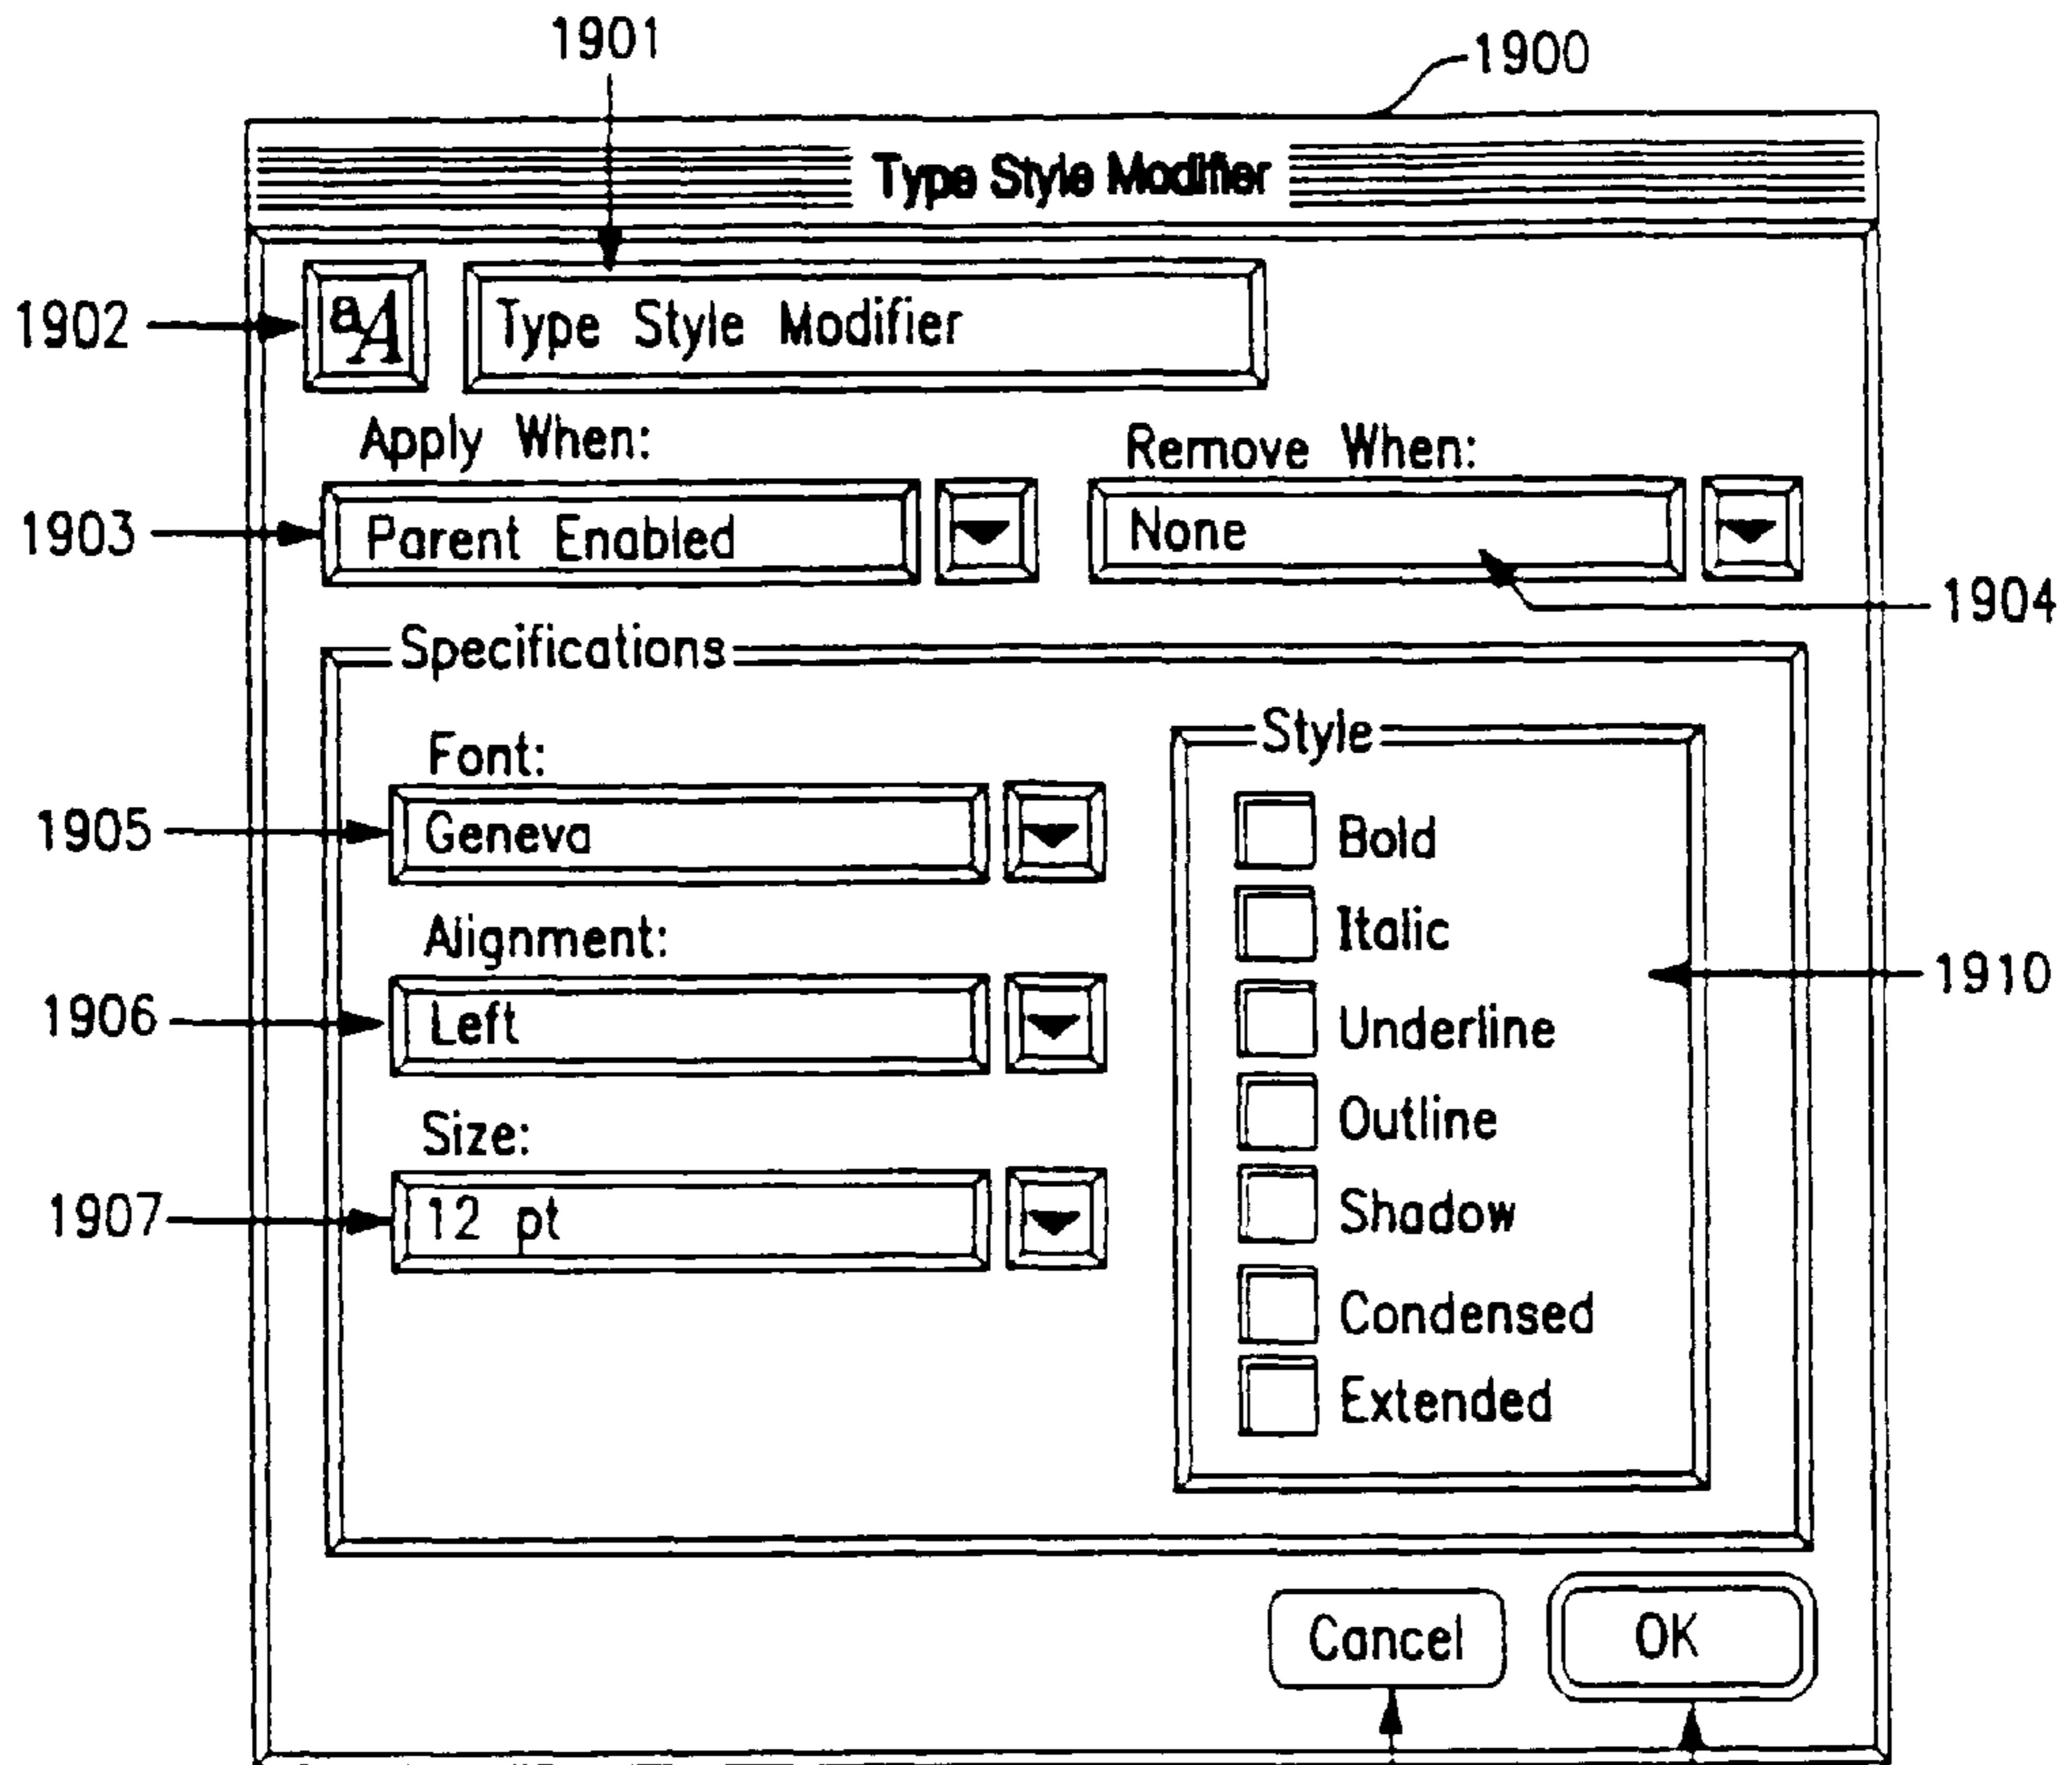 1901
1900
Type Style Modifier
1902
aA
Type Style Modifier
Apply When:
Remove When:
1903
Parent Enabled
None
1904
Specifications
Font:
Style
1905
Geneva
Bold
Alignment:
Italic
1906
Left
Underline
1910
Size:
Outline
1907
12 pt
Shadow
Condensed
Extended
Cancel
OK